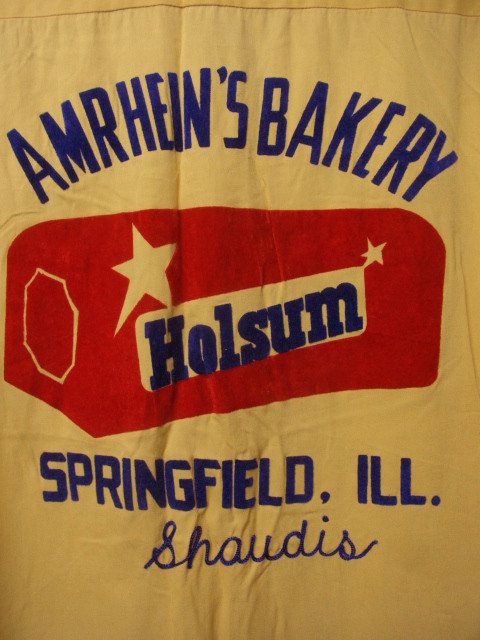 AMRHEIN'S BAKERY
Holsum
SPRINGFIELD, ILL.
Shaudis